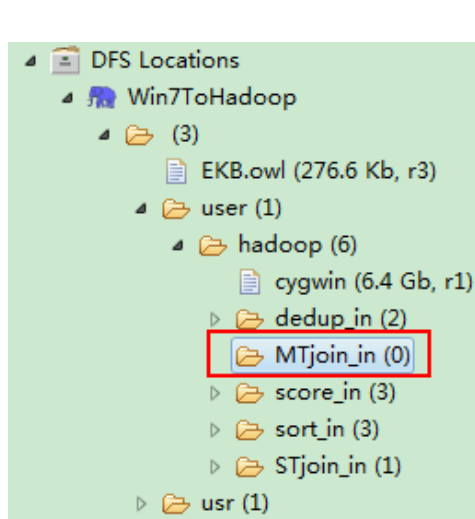 DFS Locations
Win7ToHadoop
(3)
EKB.owl (276.6 Kb, r3)
user (1)
hadoop (6)
cygwin (6.4 Gb, r1)
dedup_in (2)
MTjoin_in (0)
score_in (3)
sort_in (3)
STjoin_in (1)
usr (1)